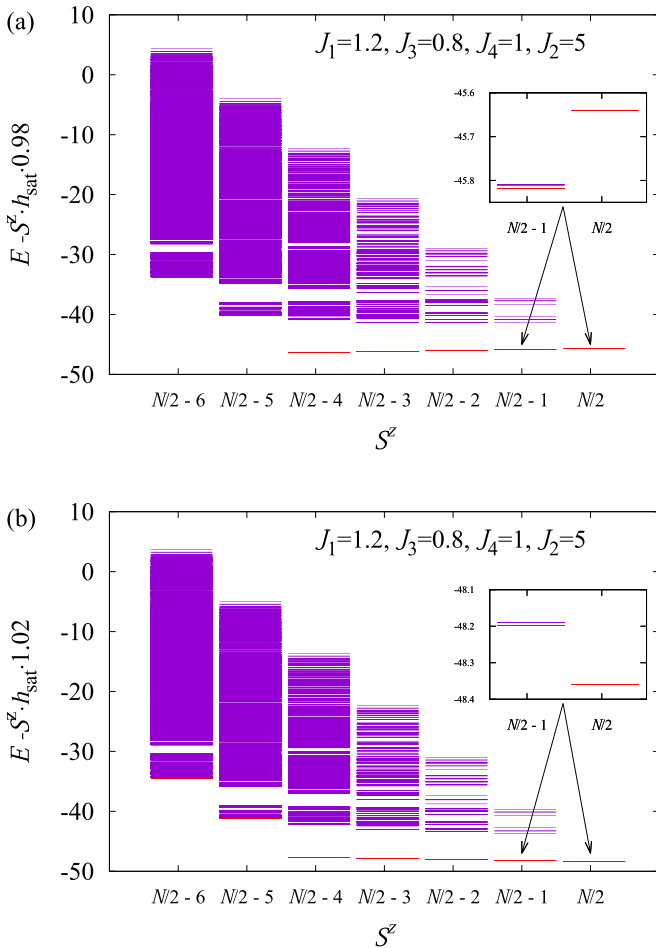 (a)
J₁=1.2, J₃=0.8, J₄=1, J₂=5
E -Sᶻ·h_sat·0.98
10
0
-10
-20
-30
-40
-50
-45.6
-45.7
-45.8
N/2 - 1 N/2
N/2 - 6 N/2 - 5 N/2 - 4 N/2 - 3 N/2 - 2 N/2 - 1 N/2
Sᶻ
(b)
J₁=1.2, J₃=0.8, J₄=1, J₂=5
E -Sᶻ·h_sat·1.02
10
0
-10
-20
-30
-40
-50
-48.1
-48.2
-48.3
-48.4
N/2 - 1 N/2
N/2 - 6 N/2 - 5 N/2 - 4 N/2 - 3 N/2 - 2 N/2 - 1 N/2
Sᶻ